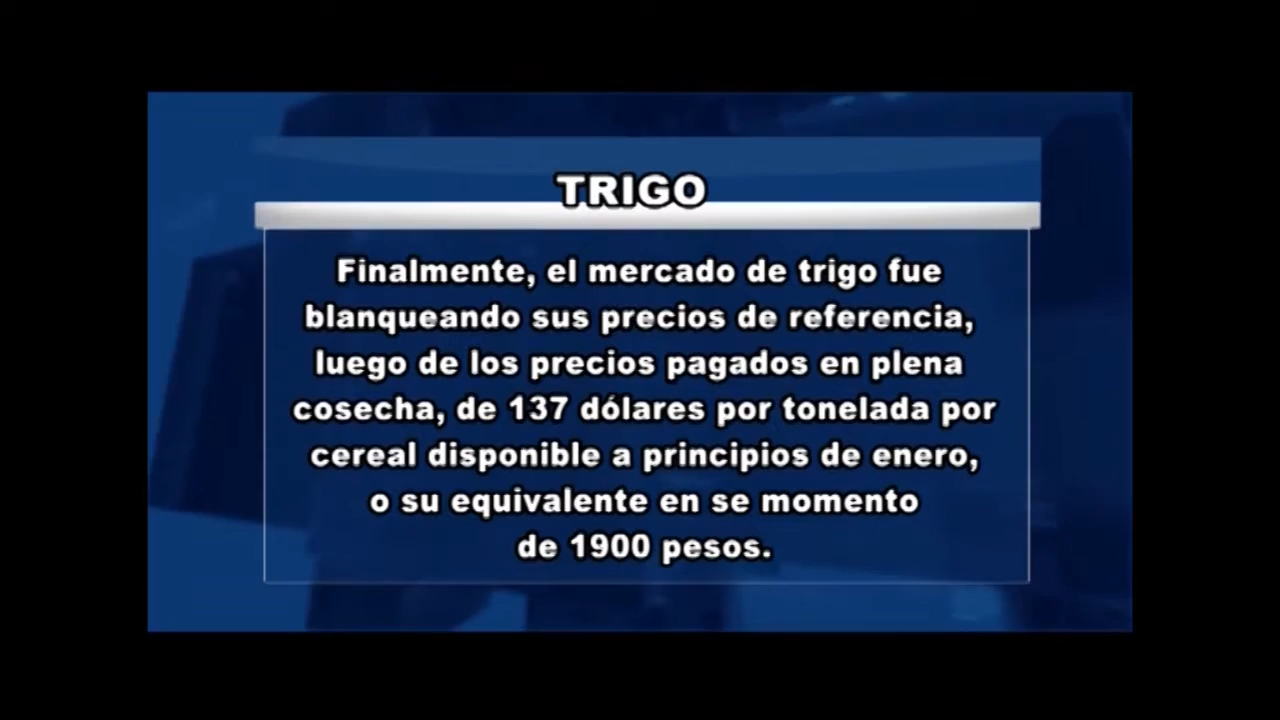 TRIGO
Finalmente, el mercado de trigo fue
blanqueando sus precios de referencia,
luego de los precios pagados en plena
cosecha, de 137 dólares por tonelada por
cereal disponible a principios de enero,
o su equivalente en se momento
de 1900 pesos.